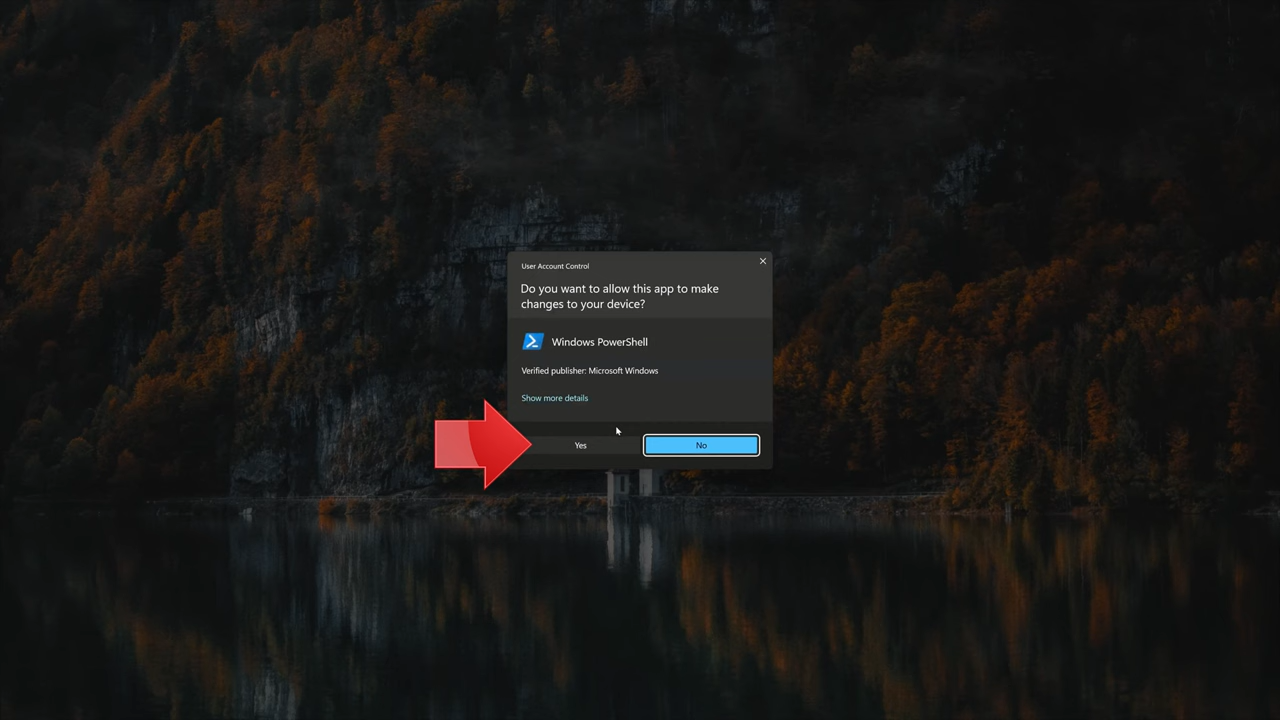 User Account Control
Do you want to allow this app to make
changes to your device?
Windows PowerShell
Verified publisher: Microsoft Windows
Show more details
Yes
No